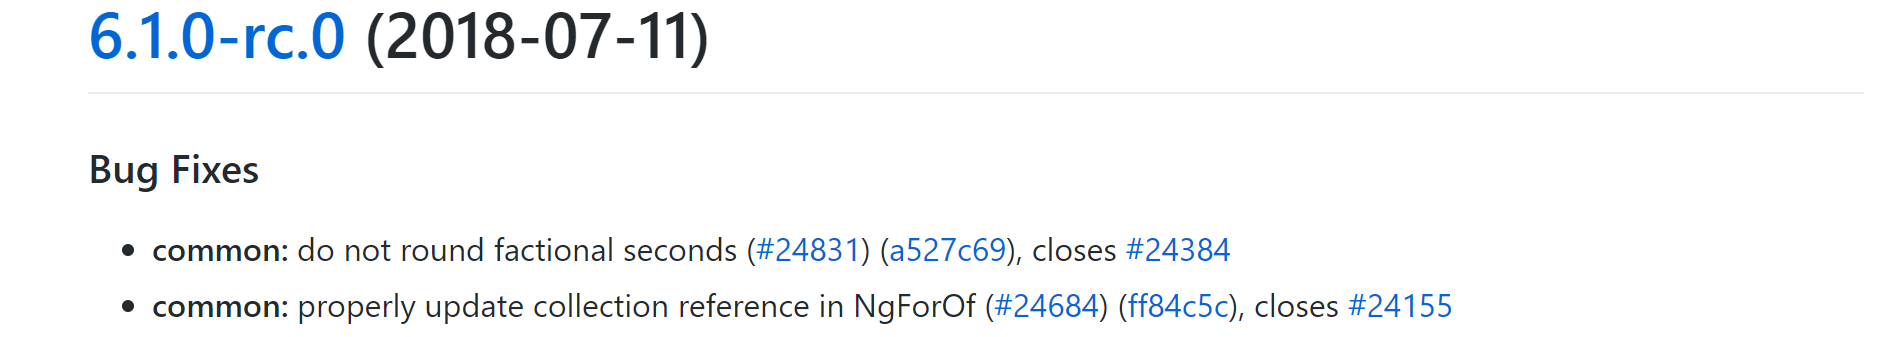 6.1.0-rc.0 (2018-07-11)
Bug Fixes
• common: do not round factional seconds (#24831) (a527c69), closes #24384
• common: properly update collection reference in NgForOf (#24684) (ff84c5c), closes #24155